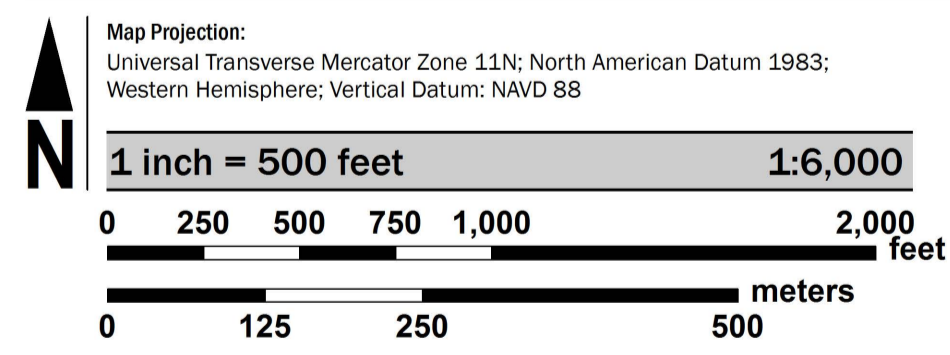 Map Projection:
Universal Transverse Mercator Zone 11N; North American Datum 1983;
Western Hemisphere; Vertical Datum: NAVD 88
N
1 inch = 500 feet 1:6,000
0 250 500 750 1,000 2,000
feet
meters
0 125 250 500